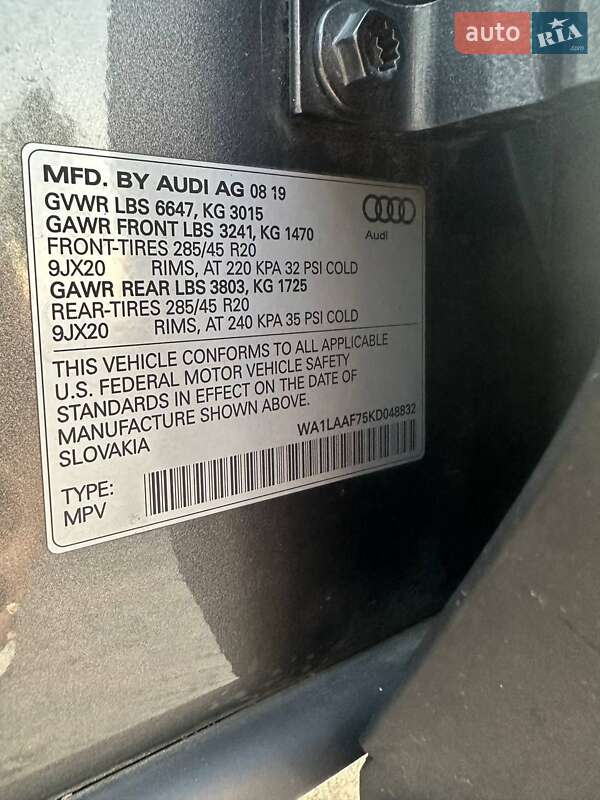 auto RIA
.com
MFD. BY AUDI AG 08 19
GVWR LBS 6647, KG 3015
GAWR FRONT LBS 3241, KG 1470
FRONT-TIRES 285/45 R20
9JX20 RIMS, AT 220 KPA 32 PSI COLD
GAWR REAR LBS 3803, KG 1725
REAR-TIRES 285/45 R20
9JX20 RIMS, AT 240 KPA 35 PSI COLD
Audi
THIS VEHICLE CONFORMS TO ALL APPLICABLE
U.S. FEDERAL MOTOR VEHICLE SAFETY
STANDARDS IN EFFECT ON THE DATE OF
MANUFACTURE SHOWN ABOVE.
SLOVAKIA
WA1LAAF75KD048832
TYPE:
MPV